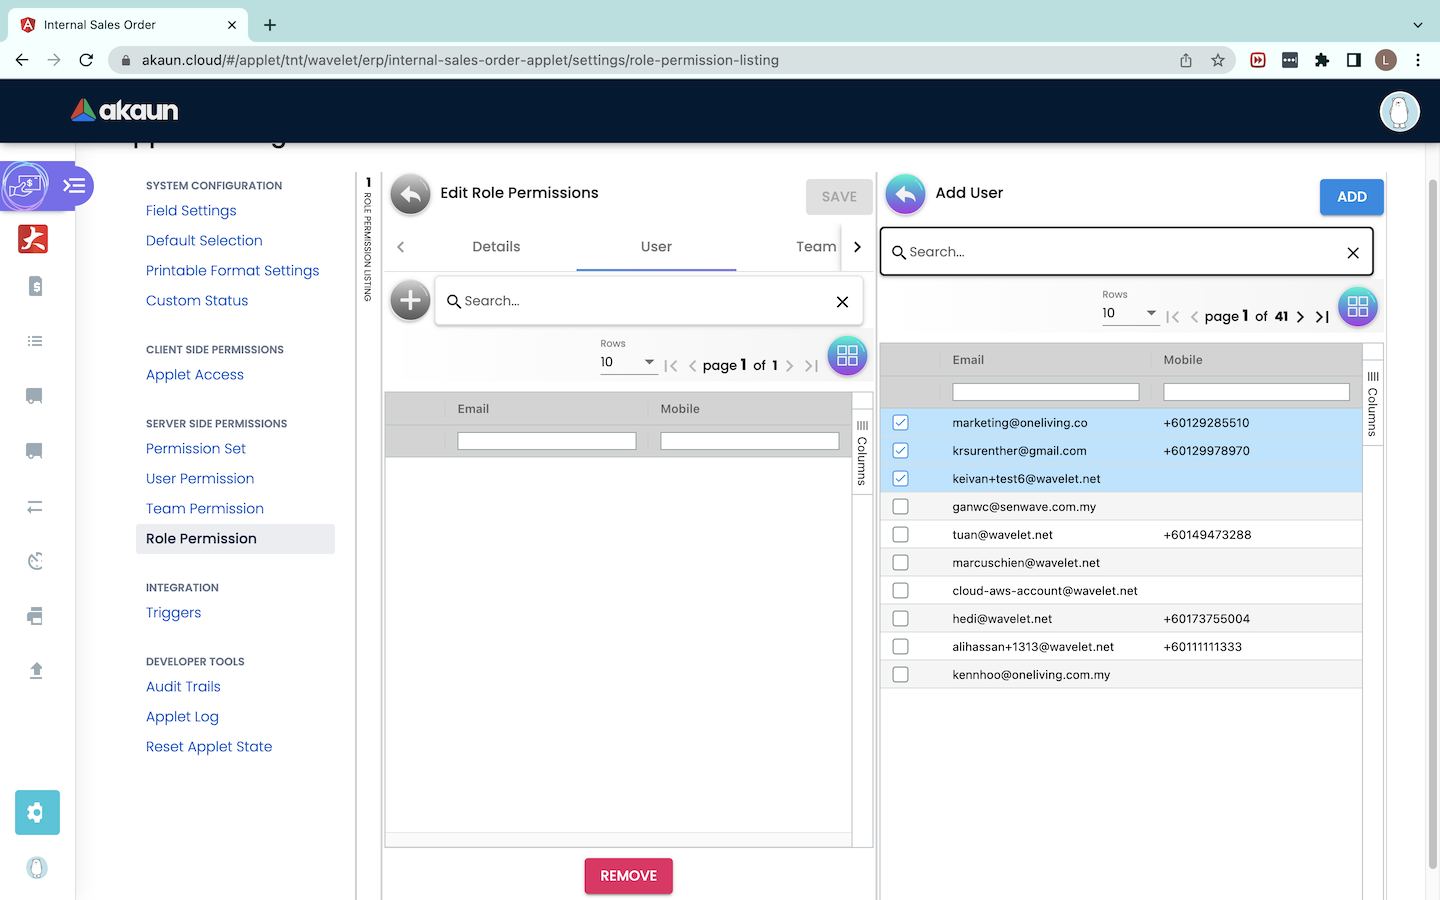 Internal Sales Order
akaun.cloud/#/applet/tnt/wavelet/erp/internal-sales-order-applet/settings/role-permission-listing
L
akaun
SYSTEM CONFIGURATION
Field Settings
Default Selection
Printable Format Settings
Custom Status
CLIENT SIDE PERMISSIONS
Applet Access
SERVER SIDE PERMISSIONS
Permission Set
User Permission
Team Permission
Role Permission
INTEGRATION
Triggers
DEVELOPER TOOLS
Audit Trails
Applet Log
Reset Applet State
1 ROLE PERMISSION LISTING
Edit Role Permissions
SAVE
Details
User
Team
Search...
Rows
10
page 1 of 1
Email
Mobile
Columns
REMOVE
Add User
ADD
Search...
Rows
10
page 1 of 41
Email
Mobile
Columns
marketing@oneliving.co +60129285510
krsurenther@gmail.com +60129978970
keivan+test6@wavelet.net
ganwc@senwave.com.my
tuan@wavelet.net +60149473288
marcuschien@wavelet.net
cloud-aws-account@wavelet.net
hedi@wavelet.net +60173755004
alihassan+1313@wavelet.net +60111111333
kennhoo@oneliving.com.my